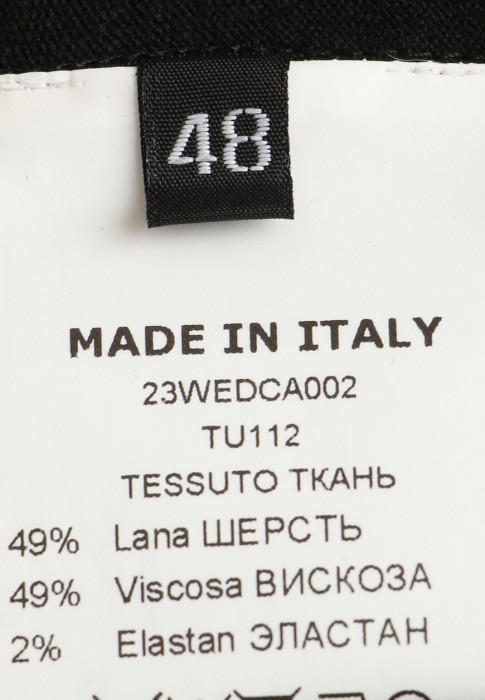 48
MADE IN ITALY
23WEDCA002
TU112
TESSUTO ТКАНЬ
49% Lana ШЕРСТЬ
49% Viscosa ВИСКОЗА
2% Elastan ЭЛАСТАН